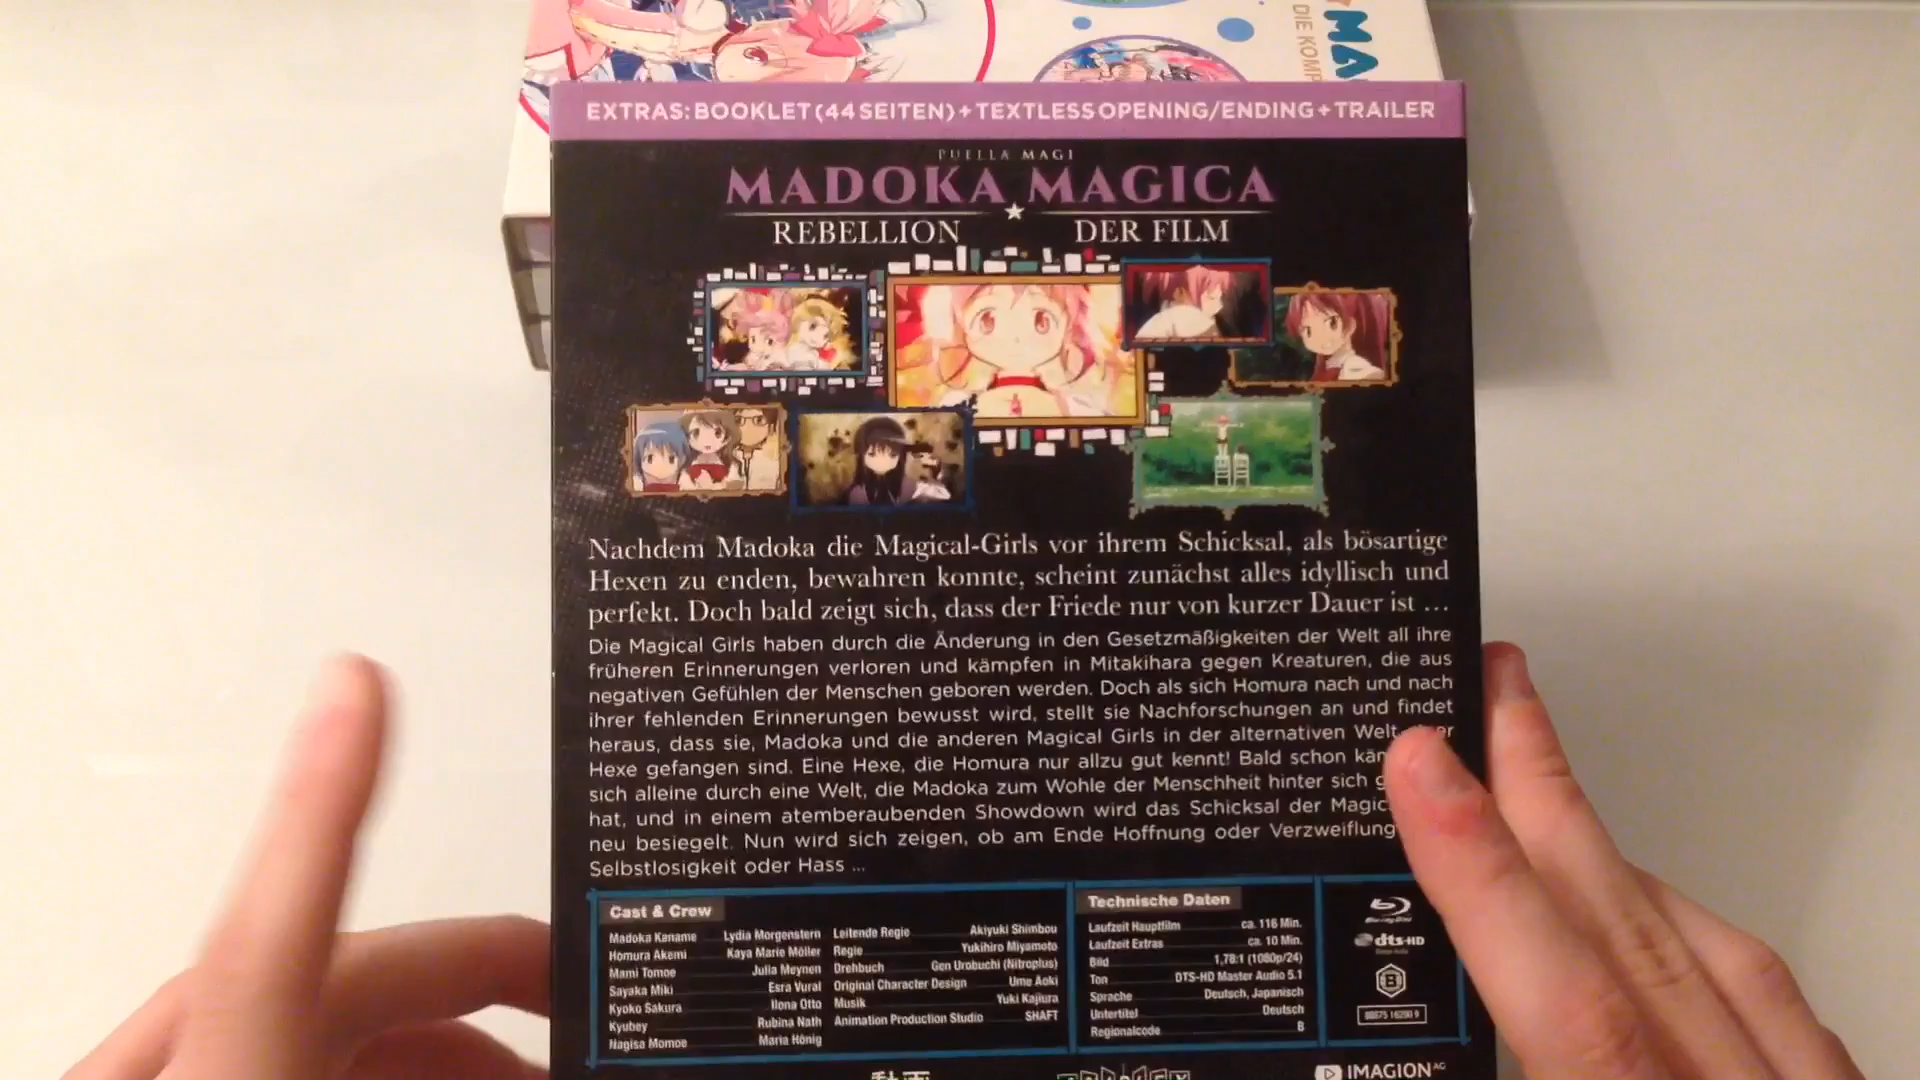 MA
DIE KOMP
EXTRAS: BOOKLET (44 SEITEN) + TEXTLESS OPENING/ENDING + TRAILER
PUELLA MAGI
MADOKA MAGICA
REBELLION ★ DER FILM
Nachdem Madoka die Magical-Girls vor ihrem Schicksal, als bösartige
Hexen zu enden, bewahren konnte, scheint zunächst alles idyllisch und
perfekt. Doch bald zeigt sich, dass der Friede nur von kurzer Dauer ist ...
Die Magical Girls haben durch die Änderung in den Gesetzmäßigkeiten der Welt all ihre
früheren Erinnerungen verloren und kämpfen in Mitakihara gegen Kreaturen, die aus
negativen Gefühlen der Menschen geboren werden. Doch als sich Homura nach und nach
ihrer fehlenden Erinnerungen bewusst wird, stellt sie Nachforschungen an und findet
heraus, dass sie, Madoka und die anderen Magical Girls in der alternativen Welt
Hexe gefangen sind. Eine Hexe, die Homura nur allzu gut kennt! Bald schon
sich alleine durch eine Welt, die Madoka zum Wohle der Menschheit hinter sich
hat, und in einem atemberaubenden Showdown wird das Schicksal der
neu besiegelt. Nun wird sich zeigen, ob am Ende Hoffnung oder Verzweiflung
Selbstlosigkeit oder Hass ...
Cast & Crew
Madoka Kaname Lydia Morgenstern
Homura Akemi Kaya Marie Möller
Mami Tomoe Julia Meynen
Sayaka Miki Esra Vural
Kyoko Sakura Ilona Otto
Kyubey Rubina Nath
Nagisa Momoe Maria Hönig
Leitende Regie Akiyuki Shimbou
Regie Yukihiro Miyamoto
Drehbuch Gen Urobuchi (Nitroplus)
Original Character Design Ume Aoki
Musik Yuki Kajiura
Animation Production Studio SHAFT
Technische Daten
Laufzeit Hauptfilm ca. 116 Min.
Laufzeit Extras ca. 10 Min.
Bild 1,78:1 (1080p/24)
Ton DTS-HD Master Audio 5.1
Sprache Deutsch, Japanisch
Untertitel Deutsch
Regionalcode B
Blu-ray Disc
dts-HD
B
IMAGION AG